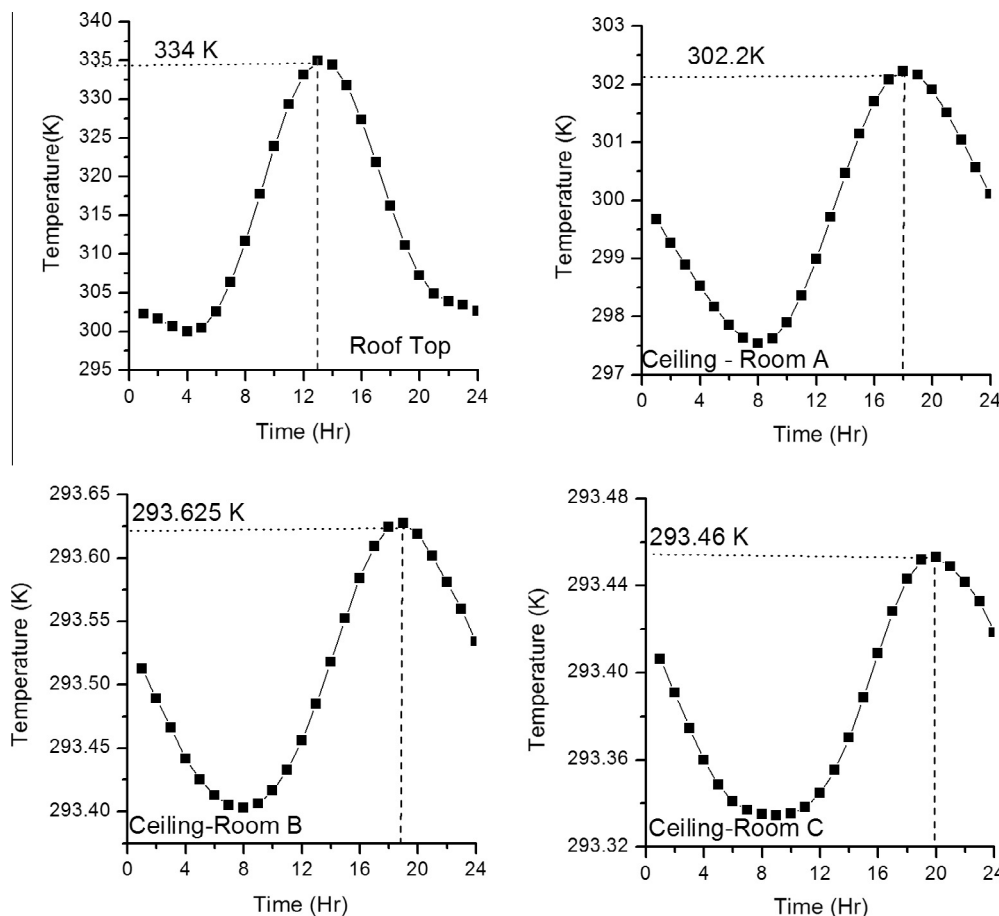 340
335
330
325
320
315
310
305
300
295
Temperature(K)
334 K
Roof Top
0 4 8 12 16 20 24
Time (Hr)
303
302
301
300
299
298
297
Temperature (K)
302.2K
Ceiling - Room A
0 4 8 12 16 20 24
Time (Hr)
293.65
293.60
293.55
293.50
293.45
293.40
Temperature (K)
293.625 K
Ceiling-Room B
0 4 8 12 16 20 24
Time (Hr)
293.48
293.44
293.40
293.36
293.32
Temperature (K)
293.46 K
Ceiling-Room C
0 4 8 12 16 20 24
Time (Hr)